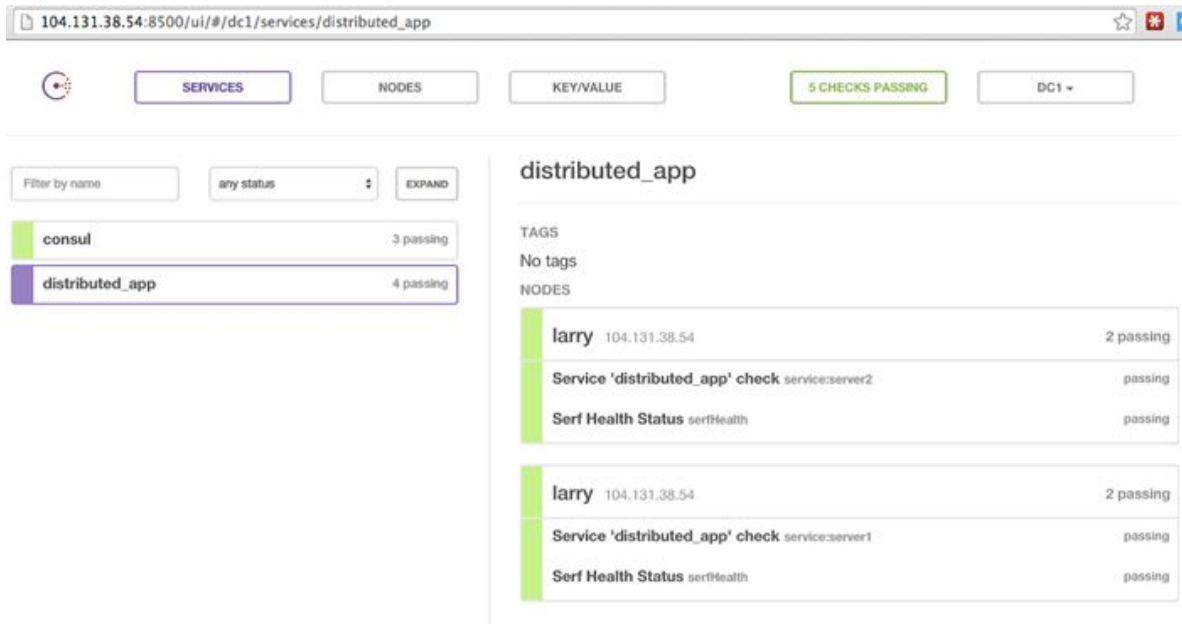 104.131.38.54:8500/ui/#/dc1/services/distributed_app
SERVICES NODES KEY/VALUE 5 CHECKS PASSING DC1
Filter by name any status EXPAND
consul 3 passing
distributed_app 4 passing
distributed_app
TAGS
No tags
NODES
larry 104.131.38.54 2 passing
Service 'distributed_app' check service:server2 passing
Serf Health Status serfHealth passing
larry 104.131.38.54 2 passing
Service 'distributed_app' check service:server1 passing
Serf Health Status serfHealth passing